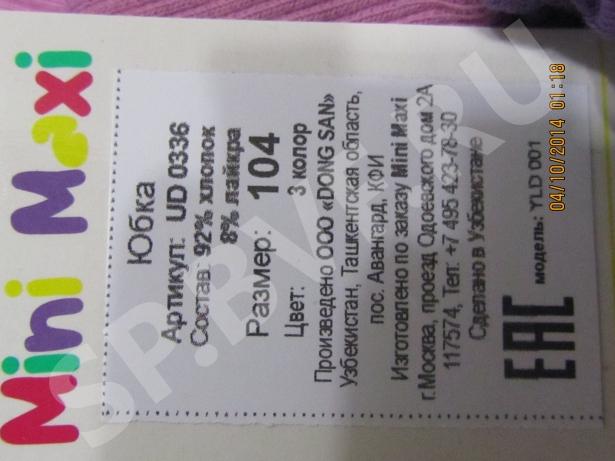 Mini Maxi
Юбка
Артикул: UD 0336
Состав: 92% хлопок
8% лайкра
Размер: 104
Цвет: 3 колор
Произведено ООО «DONG SAN»
Узбекистан, Ташкентская область,
пос. Авангард, КФИ
Изготовлено по заказу Mini Maxi
г.Москва, проезд Одоевского дом 2А
117574, Тел: +7 495 423-78-30
Сделано в Узбекистане
EAC
модель: YLD 001
04/10/2014 01:18
SP.BVF.RU